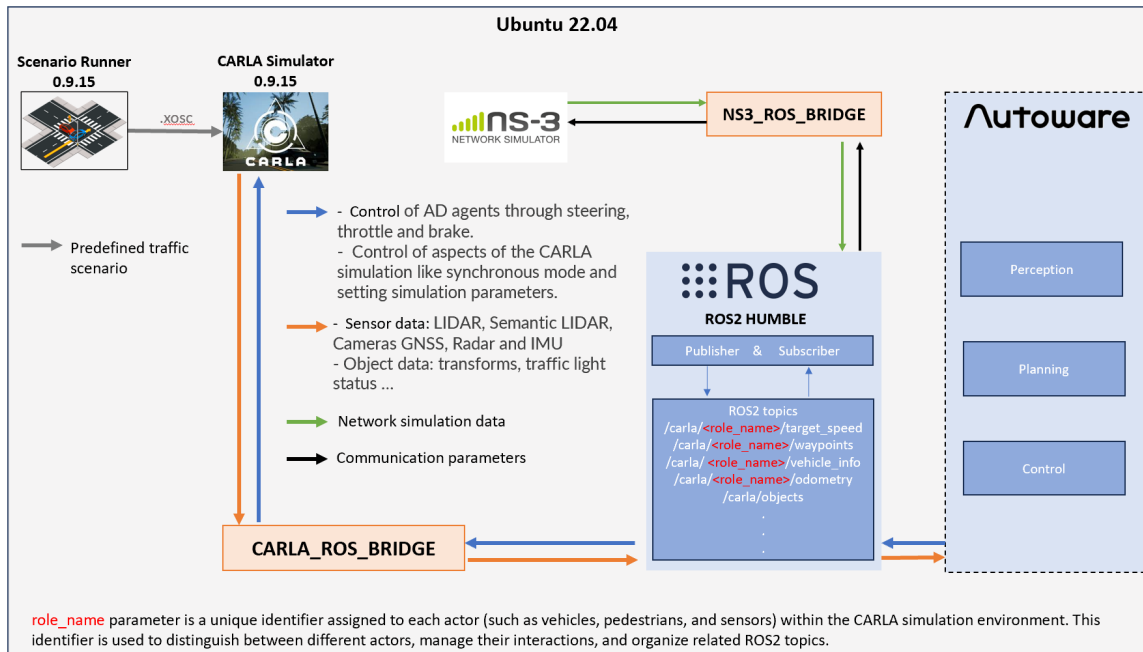 Ubuntu 22.04
Scenario Runner
0.9.15
CARLA Simulator
0.9.15
.xosc
CARLA
ns-3
NETWORK SIMULATOR
NS3_ROS_BRIDGE
Autoware
Predefined traffic
scenario
- Control of AD agents through steering,
throttle and brake.
- Control of aspects of the CARLA
simulation like synchronous mode and
setting simulation parameters.
- Sensor data: LIDAR, Semantic LIDAR,
Cameras GNSS, Radar and IMU
- Object data: transforms, traffic light
status ...
Network simulation data
Communication parameters
ROS
ROS2 HUMBLE
Publisher & Subscriber
ROS2 topics
/carla/<role_name>/target_speed
/carla/<role_name>/waypoints
/carla/ <role_name>/vehicle_info
/carla/<role_name>/odometry
/carla/objects
.
.
.
Perception
Planning
Control
CARLA_ROS_BRIDGE
role_name parameter is a unique identifier assigned to each actor (such as vehicles, pedestrians, and sensors) within the CARLA simulation environment. This
identifier is used to distinguish between different actors, manage their interactions, and organize related ROS2 topics.